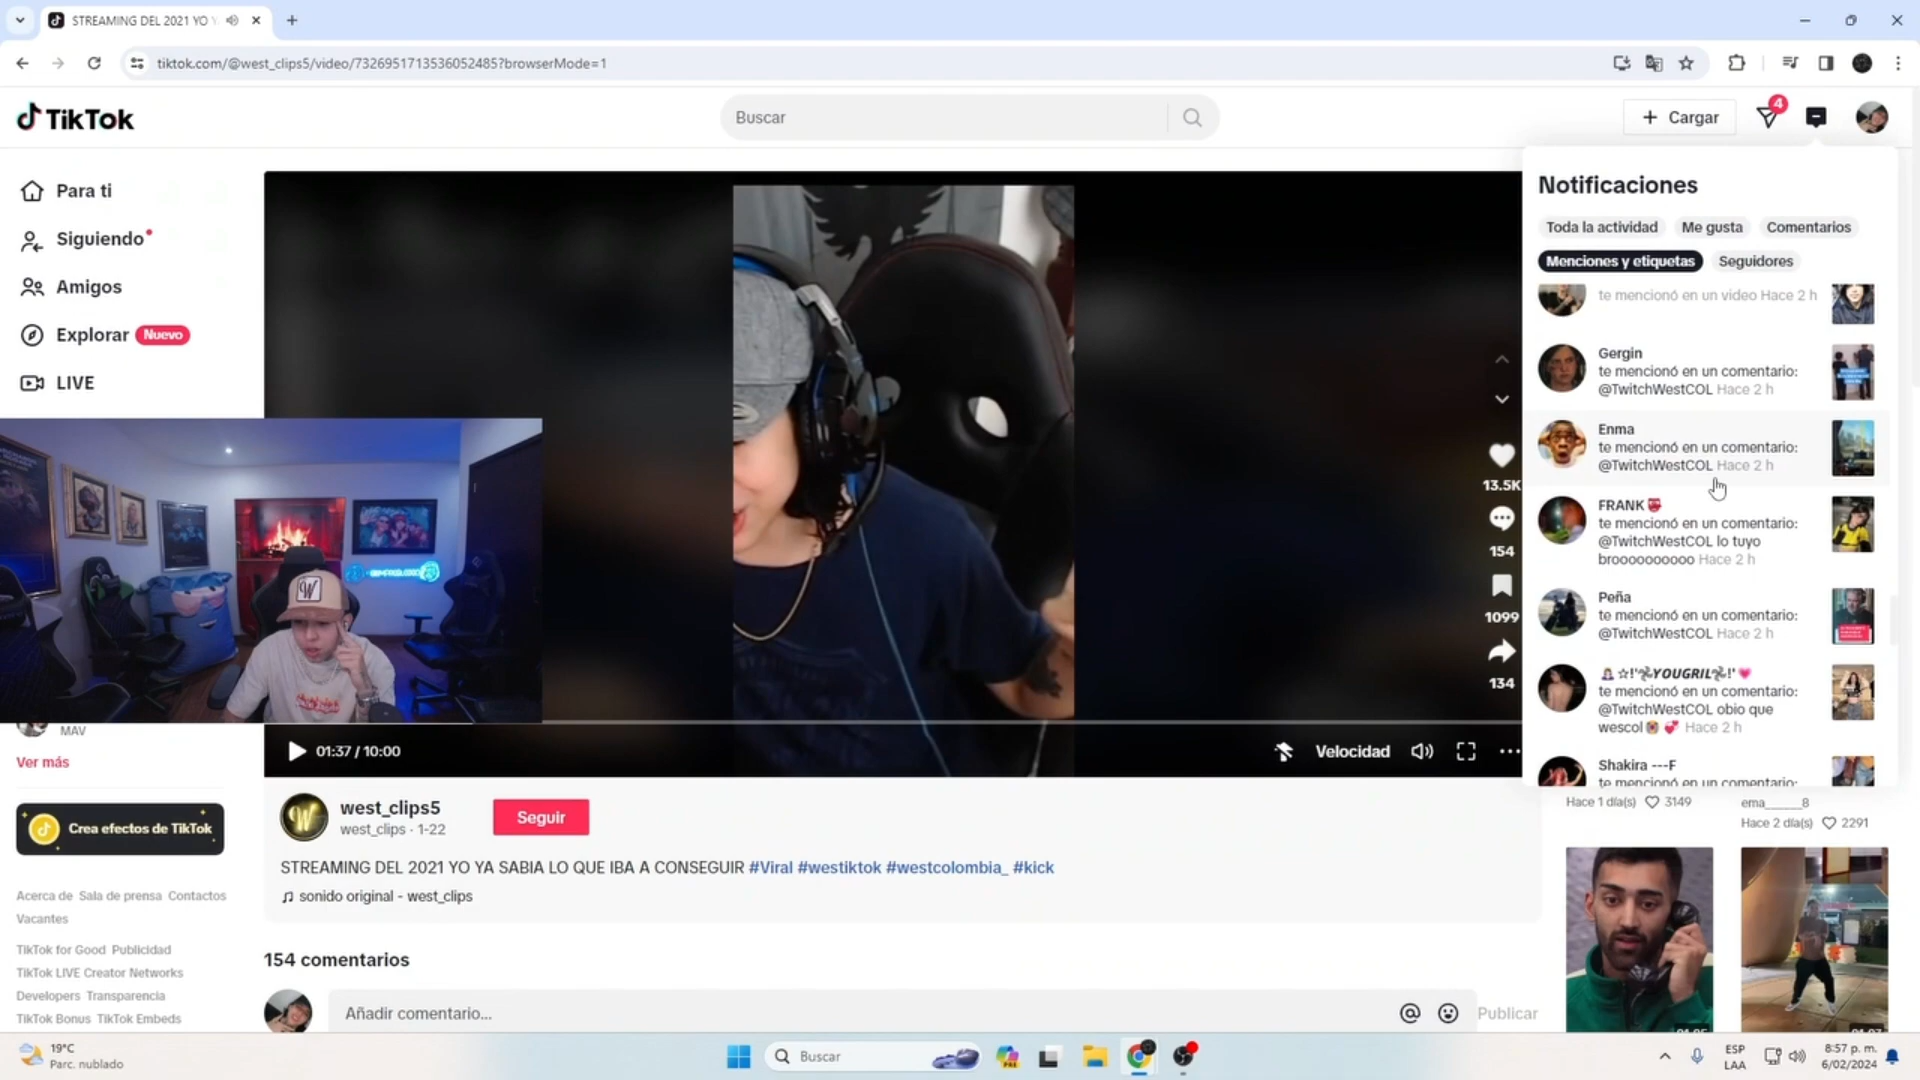 STREAMING DEL 2021 YO Y
tiktok.com/@west_clips5/video/7326951713536052485?browserMode=1
TikTok
Buscar
Cargar
4
Para ti
Siguiendo
Amigos
Explorar Nuevo
LIVE
MAV
Ver más
Crea efectos de TikTok
Acerca de Sala de prensa Contactos
Vacantes
TikTok for Good Publicidad
TikTok LIVE Creator Networks
Developers Transparencia
TikTok Bonus TikTok Embeds
W
13.5K
154
1099
134
01:37 / 10:00
Velocidad
west_clips5
west_clips · 1-22
Seguir
STREAMING DEL 2021 YO YA SABIA LO QUE IBA A CONSEGUIR #Viral #westiktok #westcolombia_ #kick
sonido original - west_clips
154 comentarios
Añadir comentario...
Publicar
Notificaciones
Toda la actividad Me gusta Comentarios
Menciones y etiquetas Seguidores
te mencionó en un video Hace 2 h
Gergin
te mencionó en un comentario:
@TwitchWestCOL Hace 2 h
Enma
te mencionó en un comentario:
@TwitchWestCOL Hace 2 h
FRANK
te mencionó en un comentario:
@TwitchWestCOL lo tuyo
broooooooooo Hace 2 h
Peña
te mencionó en un comentario:
@TwitchWestCOL Hace 2 h
☆!'YOUGRIL!'
te mencionó en un comentario:
@TwitchWestCOL obio que
wescol Hace 2 h
Shakira ---F
te mencionó en un comentario:
Hace 1 día(s) 3149
ema______8
Hace 2 día(s) 2291
19°C
Parc. nublado
Buscar
ESP
LAA
8:57 p. m.
6/02/2024